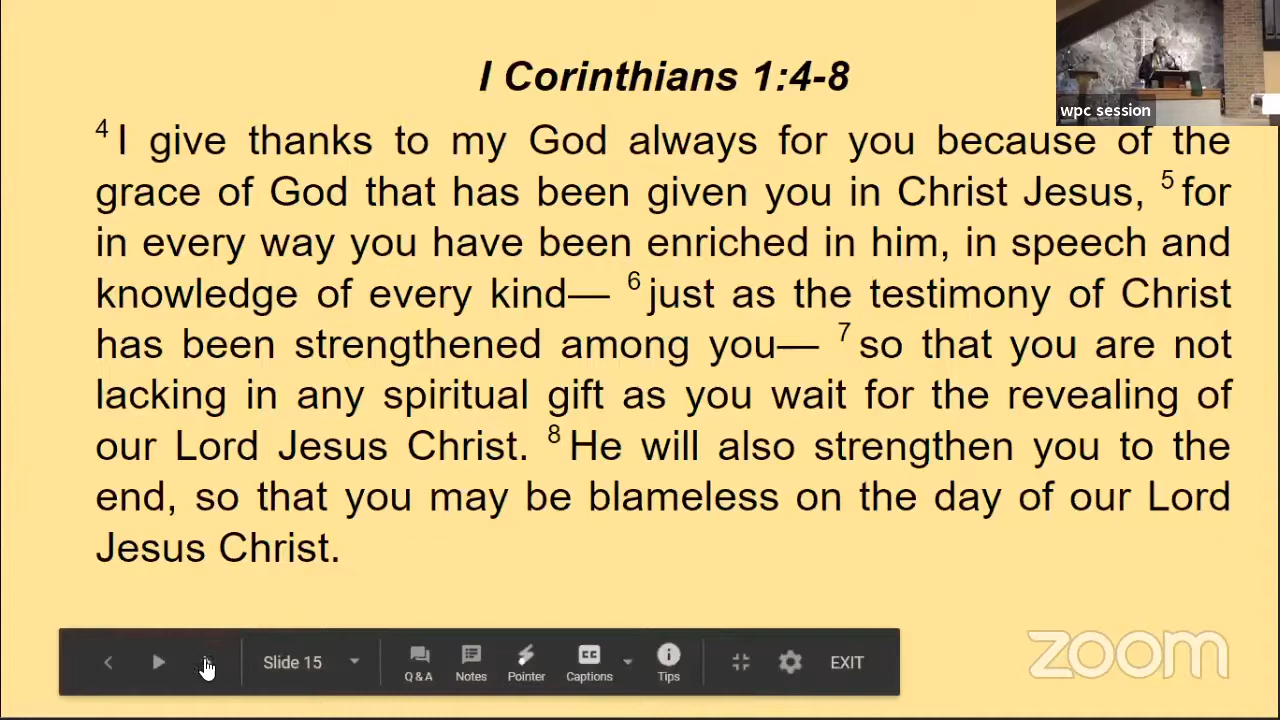 I Corinthians 1:4-8
wpc session
4 I give thanks to my God always for you because of the
grace of God that has been given you in Christ Jesus, 5 for
in every way you have been enriched in him, in speech and
knowledge of every kind— 6 just as the testimony of Christ
has been strengthened among you— 7 so that you are not
lacking in any spiritual gift as you wait for the revealing of
our Lord Jesus Christ. 8 He will also strengthen you to the
end, so that you may be blameless on the day of our Lord
Jesus Christ.
Slide 15
Q & A
Notes
Pointer
Captions
Tips
EXIT
zoom